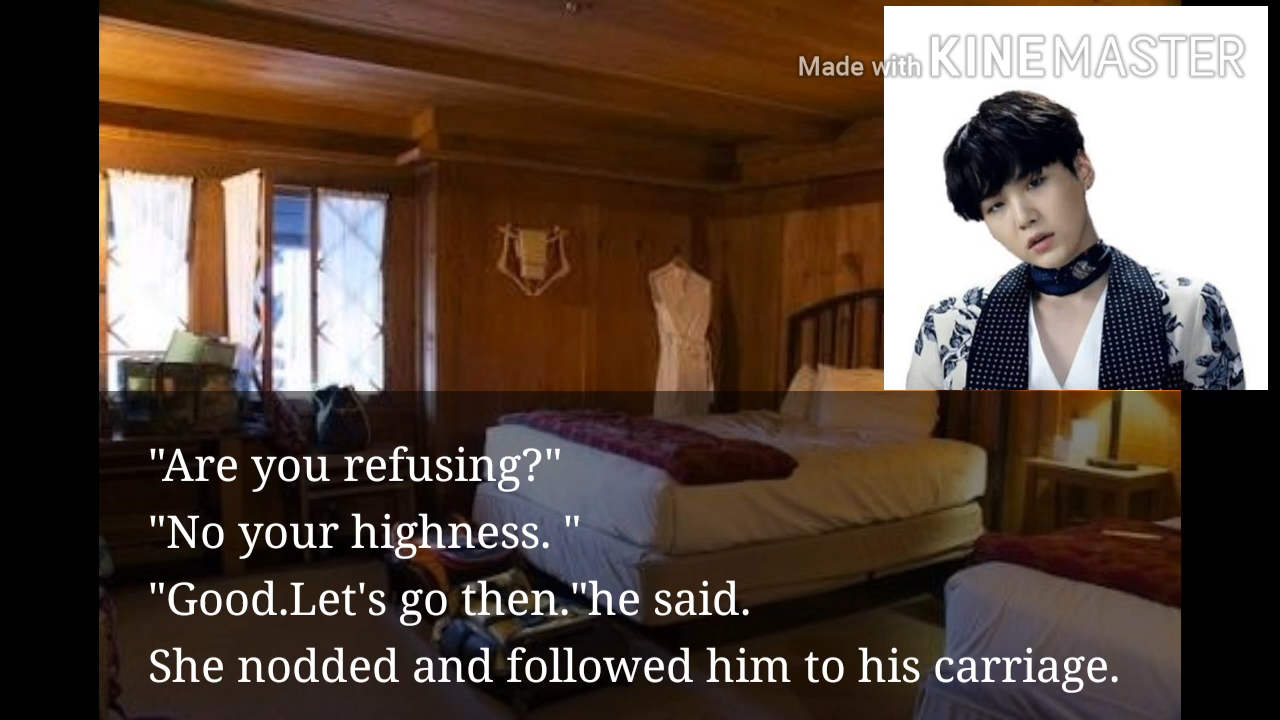 Made with KINEMASTER
"Are you refusing?"
"No your highness. "
"Good.Let's go then."he said.
She nodded and followed him to his carriage.